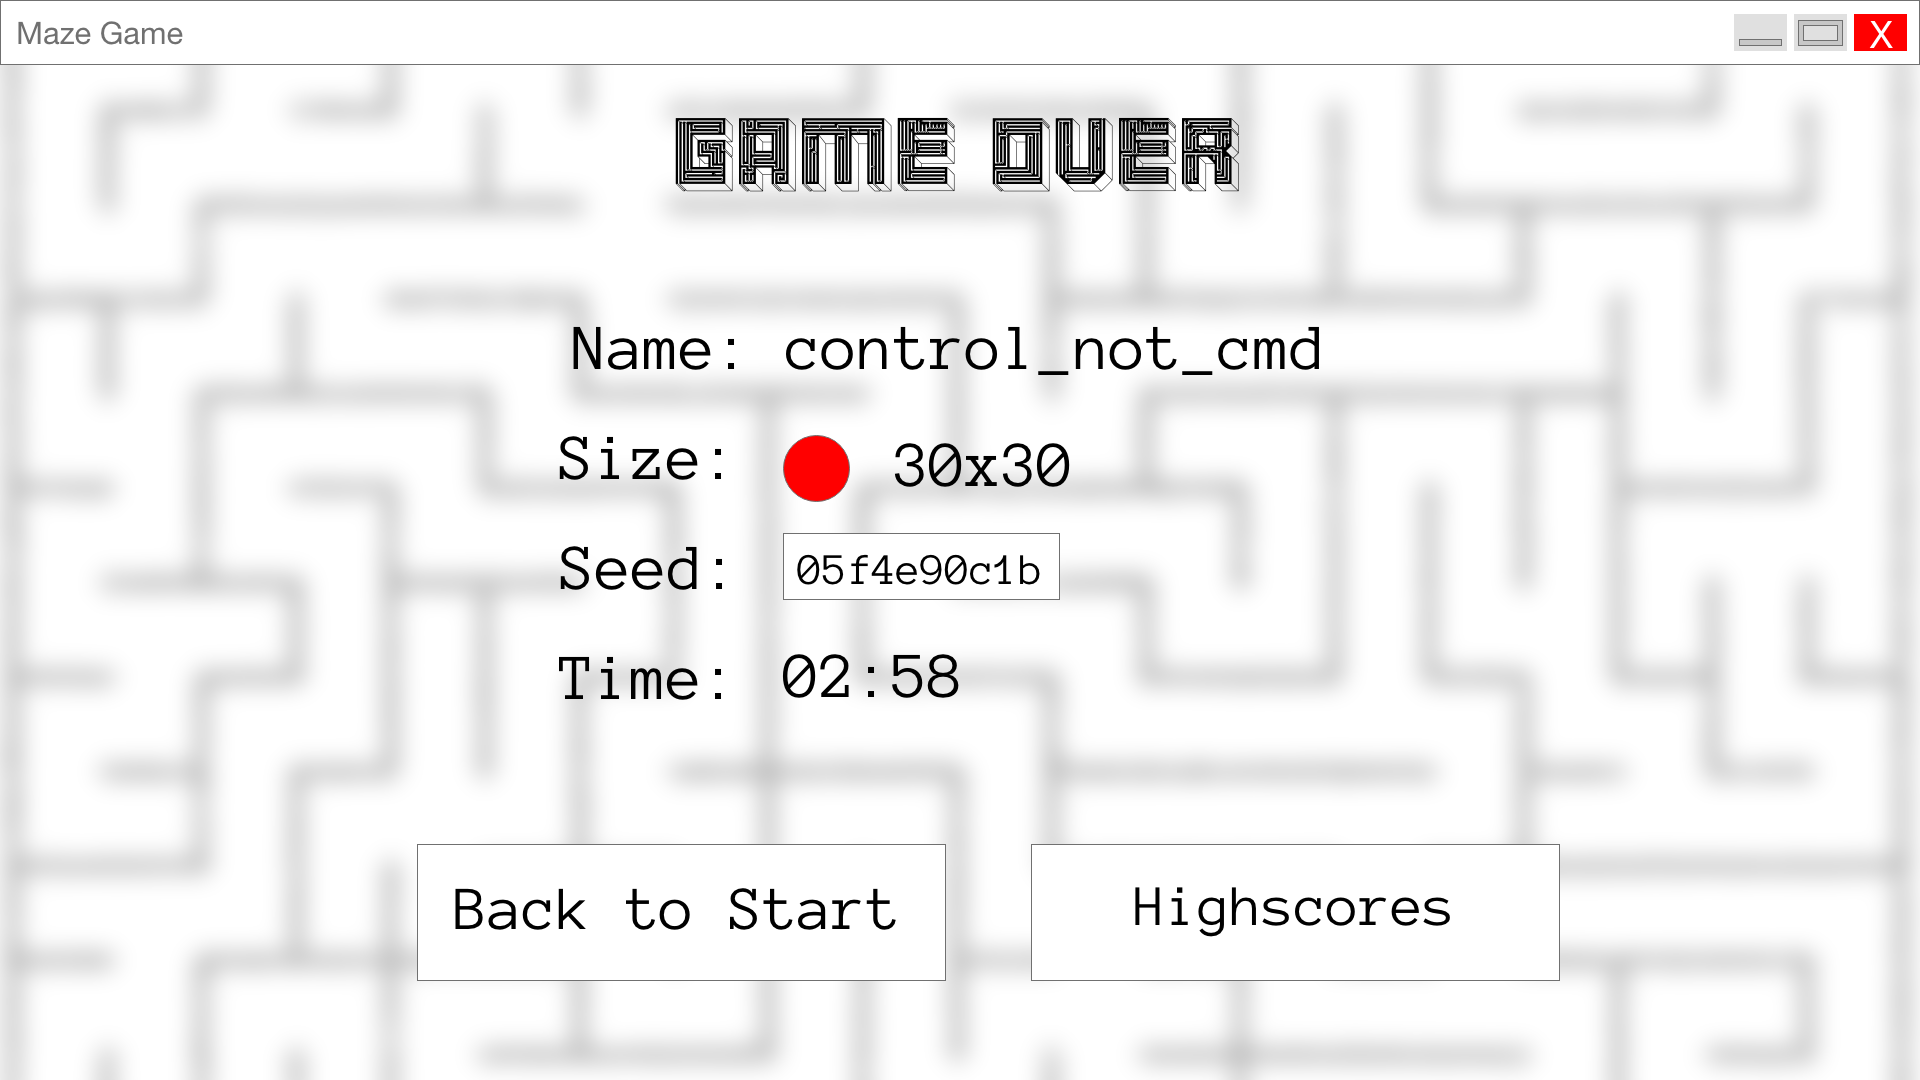 Maze Game
X
GAME OVER
Name: control_not_cmd
Size: 30x30
Seed: 05f4e90c1b
Time: 02:58
Back to Start
Highscores